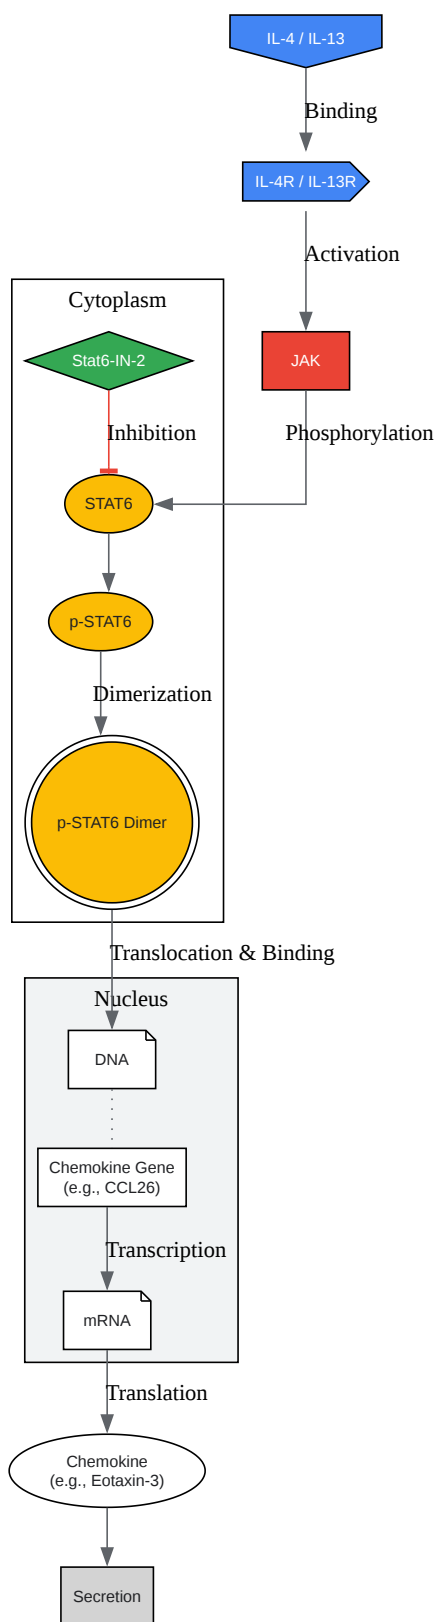 IL-4 / IL-13
Binding
IL-4R / IL-13R
Activation
Cytoplasm
Stat6-IN-2
JAK
Inhibition
Phosphorylation
STAT6
p-STAT6
Dimerization
p-STAT6 Dimer
Translocation & Binding
Nucleus
DNA
Chemokine Gene
(e.g., CCL26)
Transcription
mRNA
Translation
Chemokine
(e.g., Eotaxin-3)
Secretion